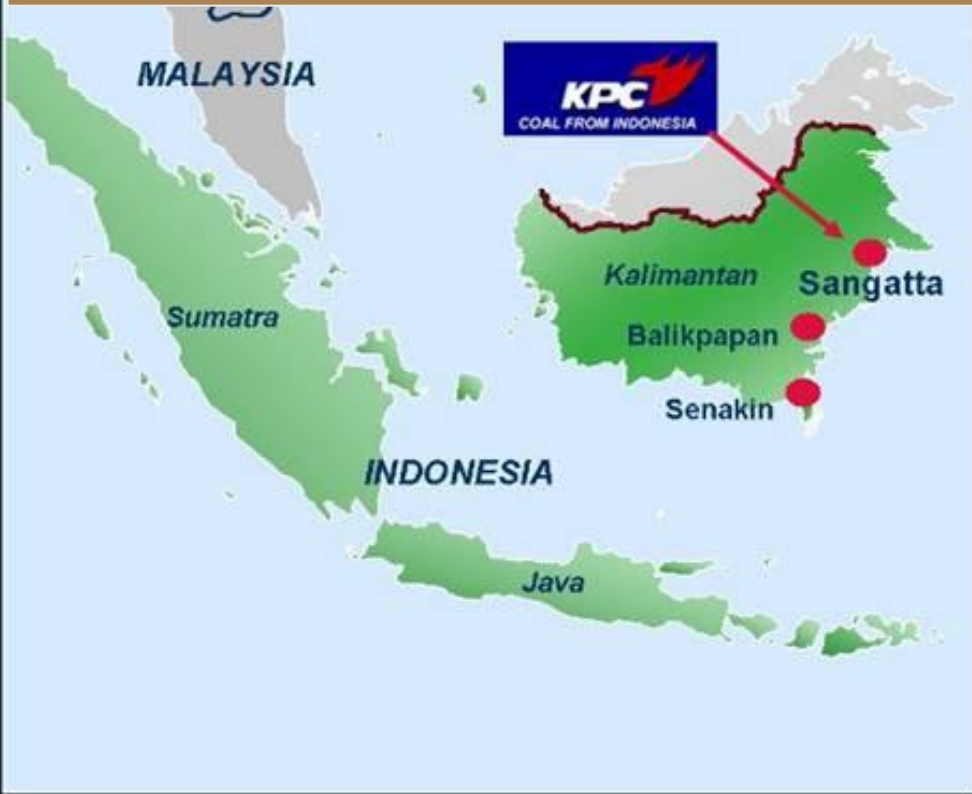 MALAYSIA
KPC
COAL FROM INDONESIA
Kalimantan
Sangatta
Sumatra
Balikpapan
Senakin
INDONESIA
Java